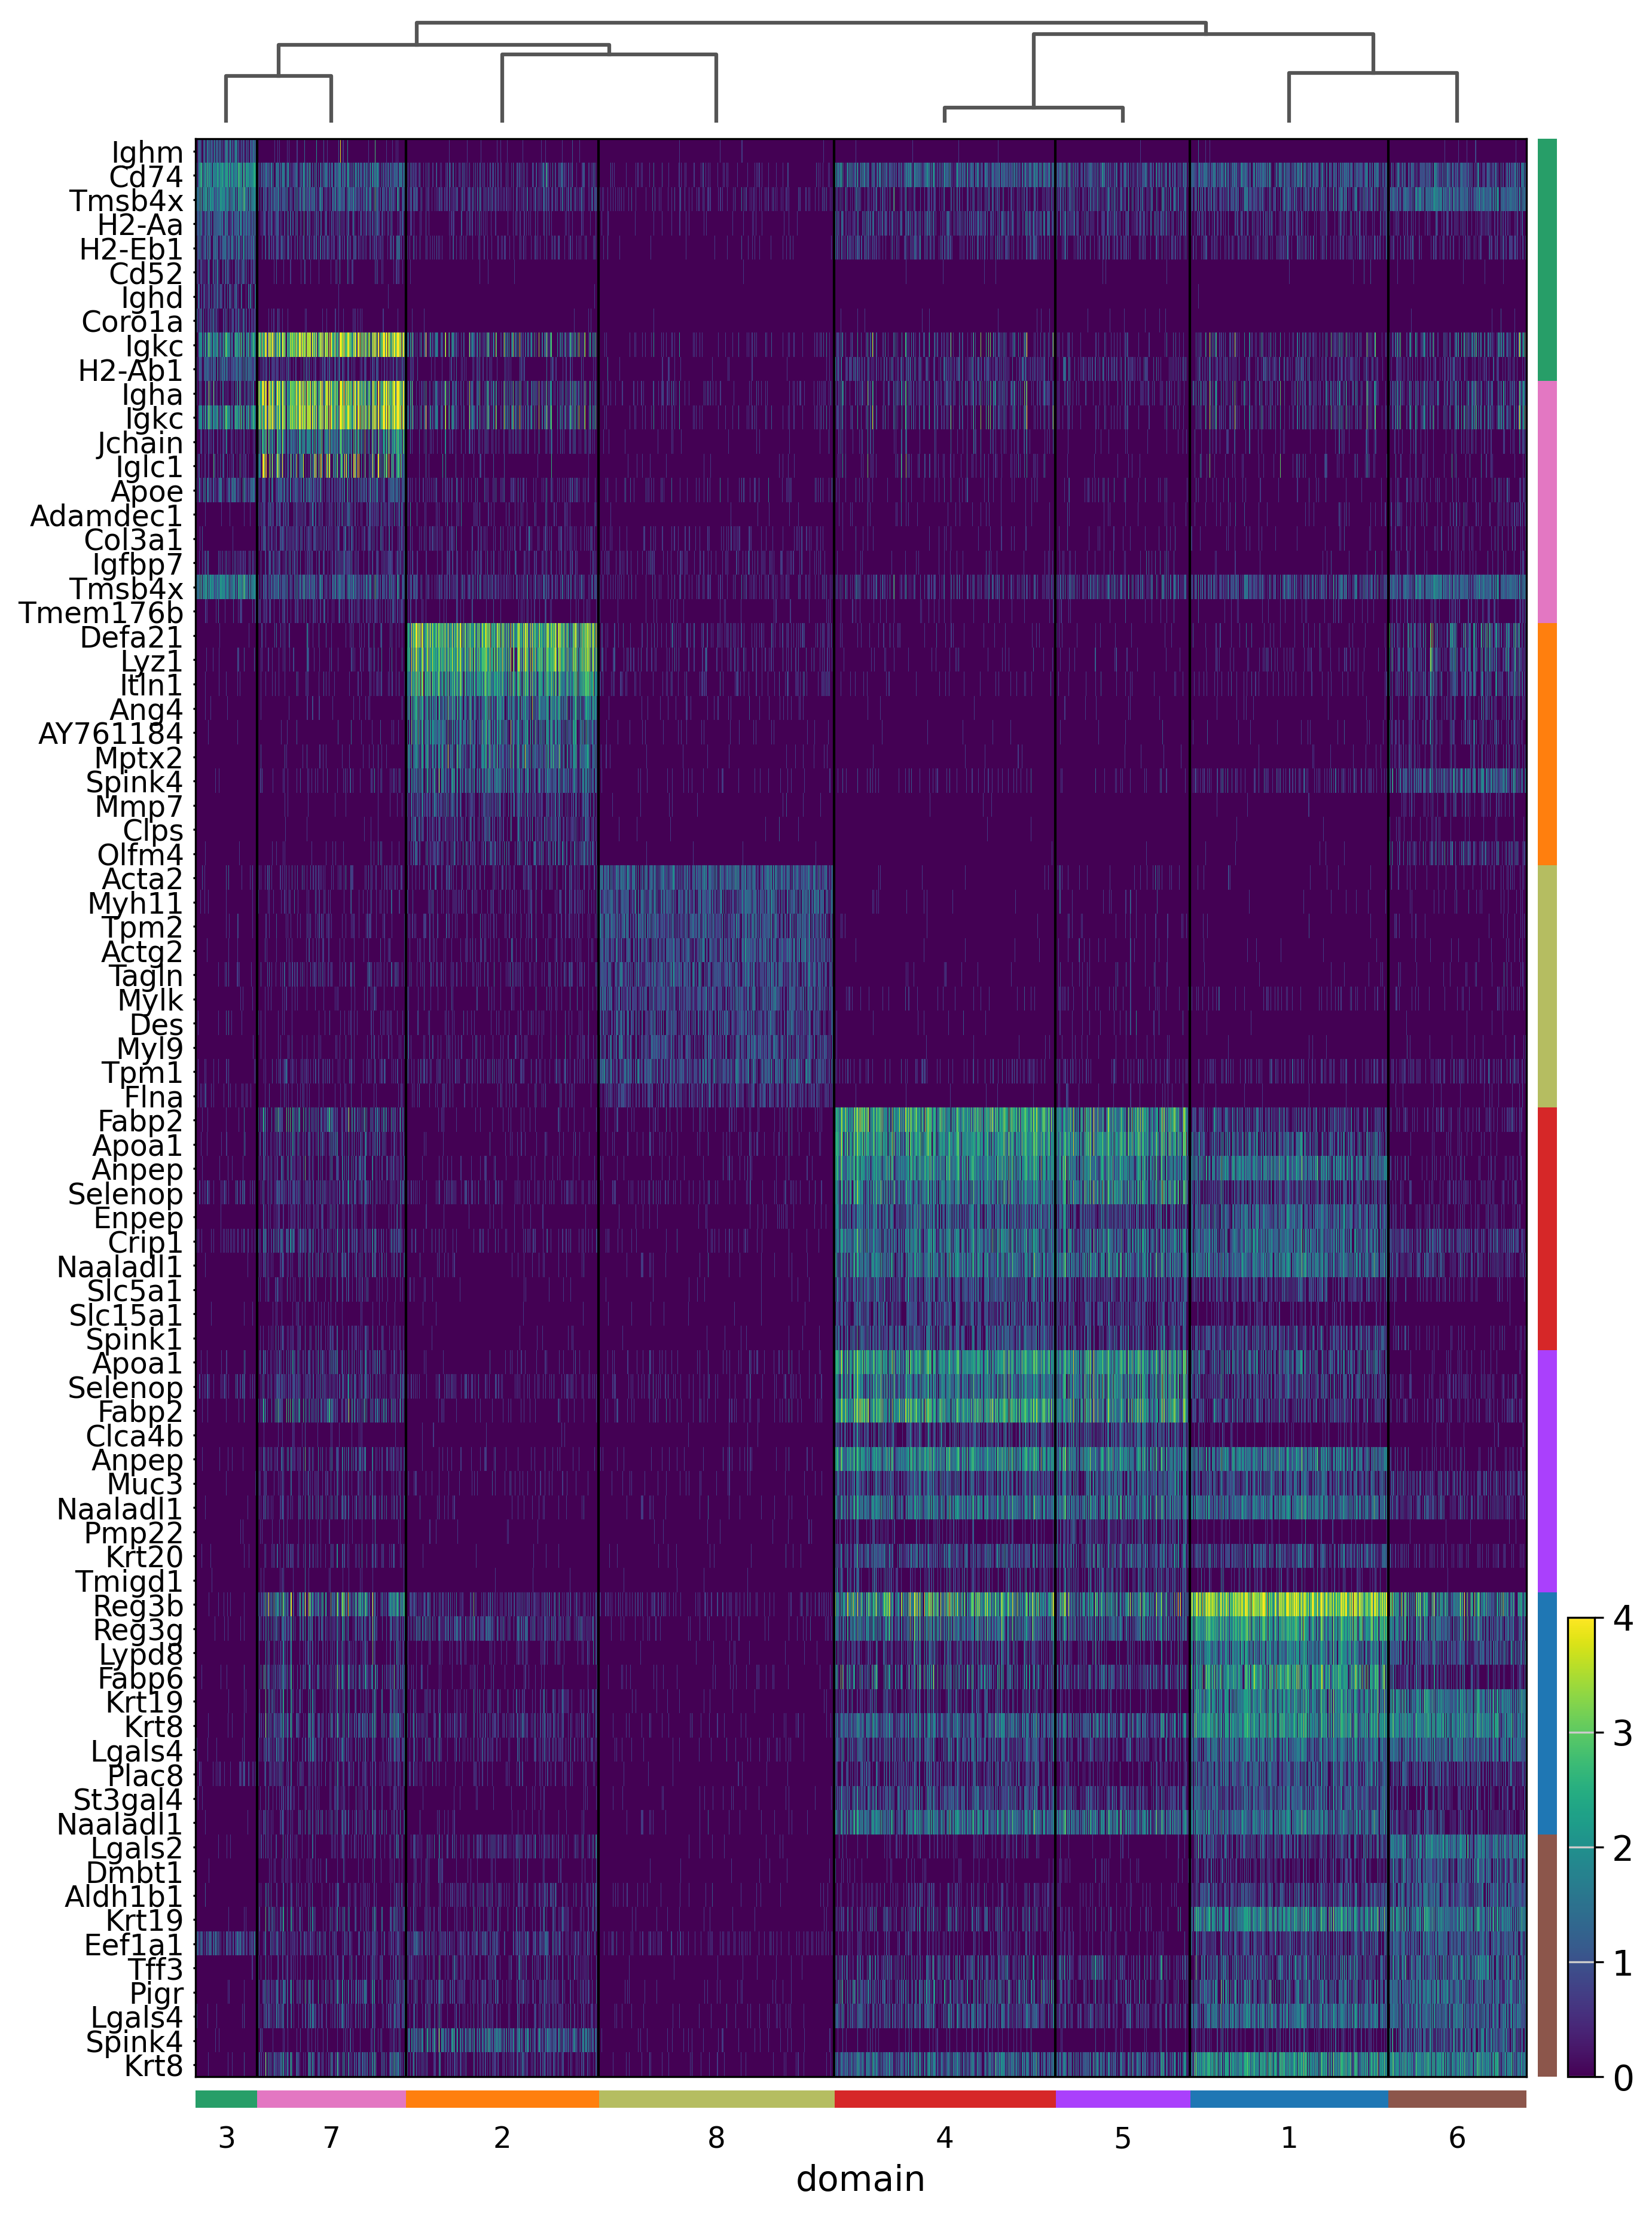 Ighm
Cd74
Tmsb4x
H2-Aa
H2-Eb1
Cd52
Ighd
Coro1a
Igkc
H2-Ab1
Igha
Igkc
Jchain
Iglc1
Apoe
Adamdec1
Col3a1
Igfbp7
Tmsb4x
Tmem176b
Defa21
Lyz1
Itln1
Ang4
AY761184
Mptx2
Spink4
Mmp7
Clps
Olfm4
Acta2
Myh11
Tpm2
Actg2
Tagln
Mylk
Des
Myl9
Tpm1
Flna
Fabp2
Apoa1
Anpep
Selenop
Enpep
Crip1
Naaladl1
Slc5a1
Slc15a1
Spink1
Apoa1
Selenop
Fabp2
Clca4b
Anpep
Muc3
Naaladl1
Pmp22
Krt20
Tmigd1
Reg3b
Reg3g
Lypd8
Fabp6
Krt19
Krt8
Lgals4
Plac8
St3gal4
Naaladl1
Lgals2
Dmbt1
Aldh1b1
Krt19
Eef1a1
Tff3
Pigr
Lgals4
Spink4
Krt8
4
3
2
1
0
3 7 2 8 4 5 1 6
domain